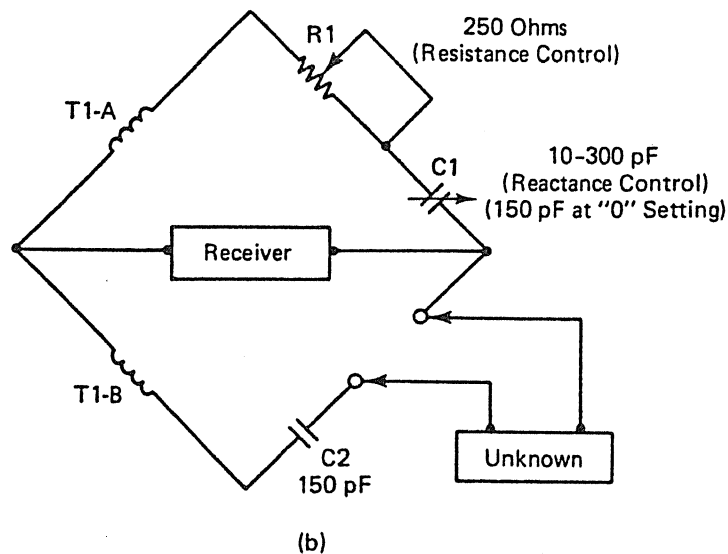 R1
250 Ohms
(Resistance Control)
T1-A
C1
10-300 pF
(Reactance Control)
(150 pF at "0" Setting)
Receiver
T1-B
C2
150 pF
Unknown
(b)